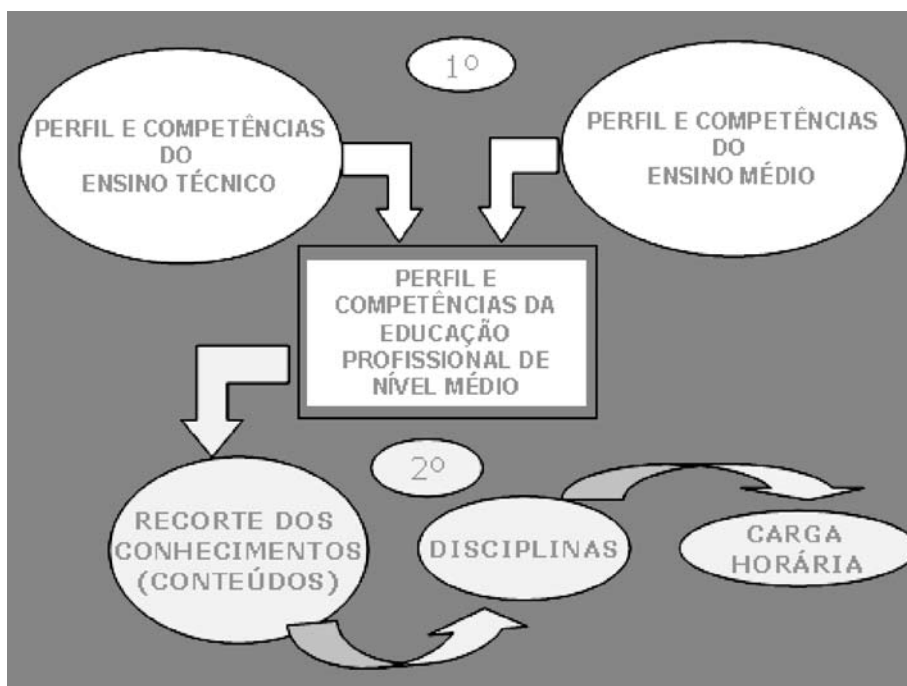 1º
PERFIL E COMPETÊNCIAS
DO
ENSINO TÉCNICO
PERFIL E COMPETÊNCIAS
DO
ENSINO MÉDIO
PERFIL E
COMPETÊNCIAS DA
EDUCAÇÃO
PROFISSIONAL DE
NÍVEL MÉDIO
2º
RECORTE DOS
CONHECIMENTOS
(CONTEÚDOS)
DISCIPLINAS
CARGA
HORÁRIA